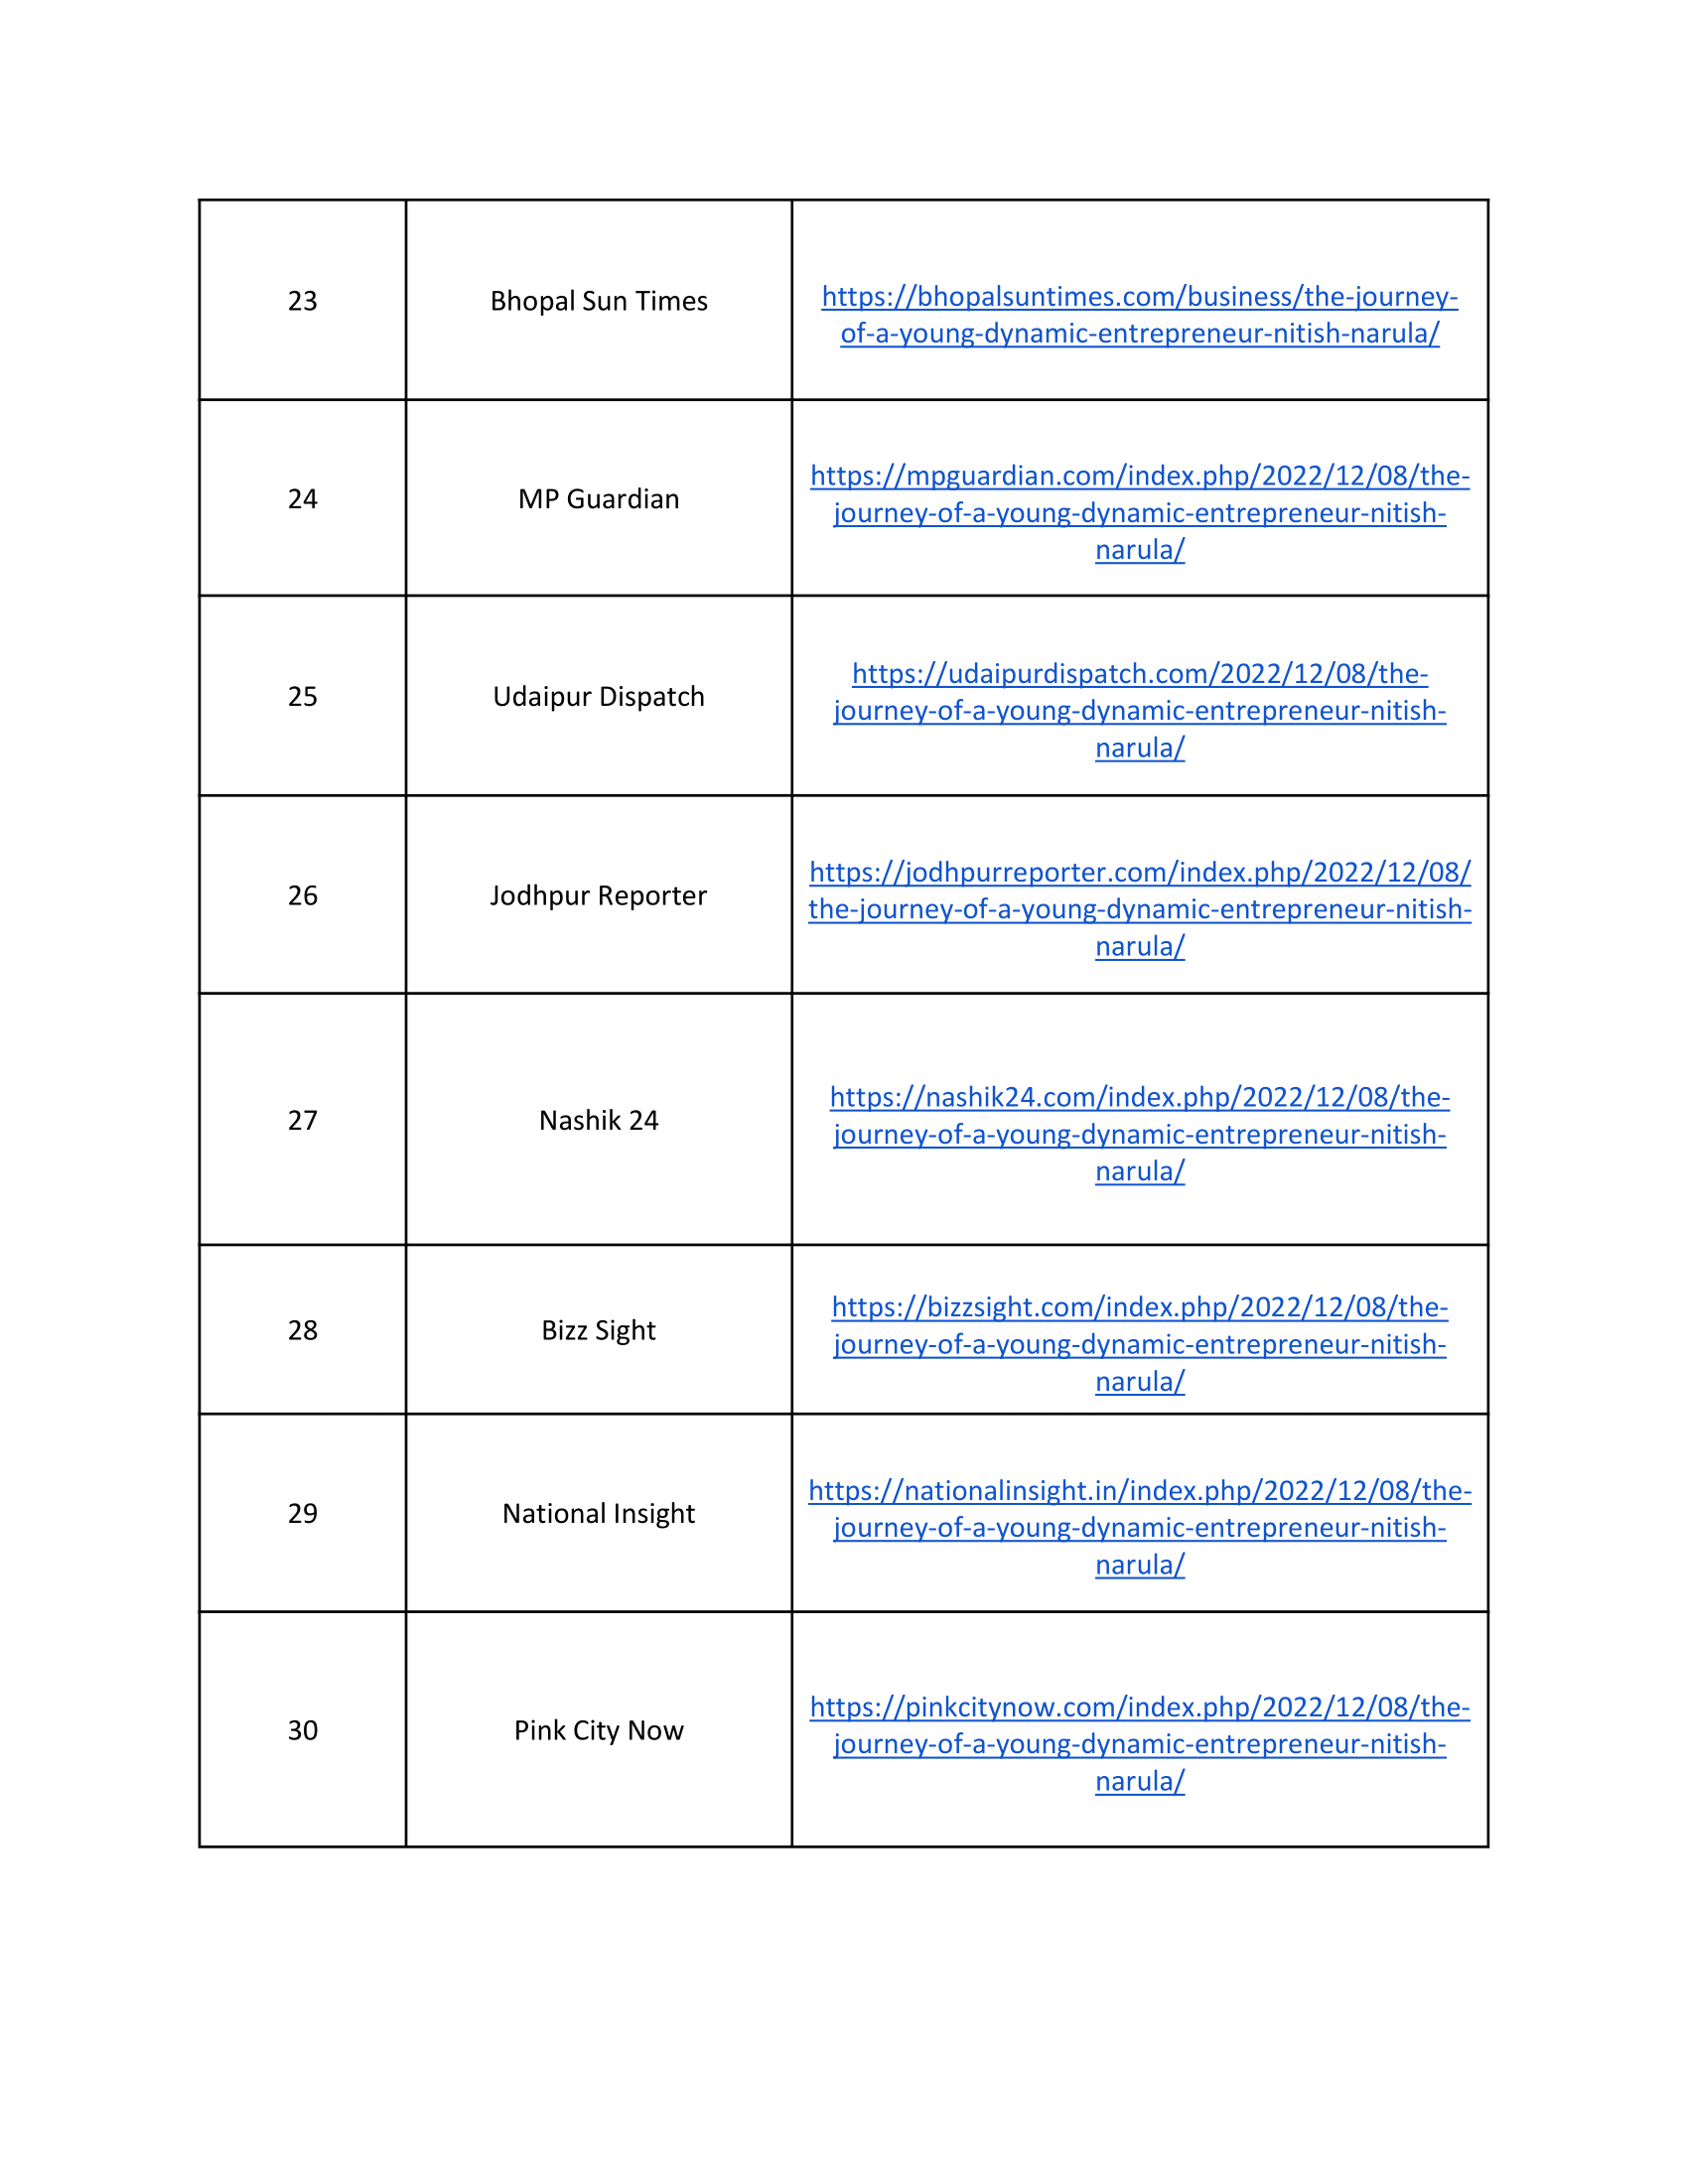 23
Bhopal Sun Times
https://bhopalsuntimes.com/business/the-journey-
of-a-young-dynamic-entrepreneur-nitish-narula/
24
MP Guardian
https://mpguardian.com/index.php/2022/12/08/the-
journey-of-a-young-dynamic-entrepreneur-nitish-
narula/
25
Udaipur Dispatch
https://udaipurdispatch.com/2022/12/08/the-
journey-of-a-young-dynamic-entrepreneur-nitish-
narula/
26
Jodhpur Reporter
https://jodhpurreporter.com/index.php/2022/12/08/
the-journey-of-a-young-dynamic-entrepreneur-nitish-
narula/
27
Nashik 24
https://nashik24.com/index.php/2022/12/08/the-
journey-of-a-young-dynamic-entrepreneur-nitish-
narula/
28
Bizz Sight
https://bizzsight.com/index.php/2022/12/08/the-
journey-of-a-young-dynamic-entrepreneur-nitish-
narula/
29
National Insight
https://nationalinsight.in/index.php/2022/12/08/the-
journey-of-a-young-dynamic-entrepreneur-nitish-
narula/
30
Pink City Now
https://pinkcitynow.com/index.php/2022/12/08/the-
journey-of-a-young-dynamic-entrepreneur-nitish-
narula/